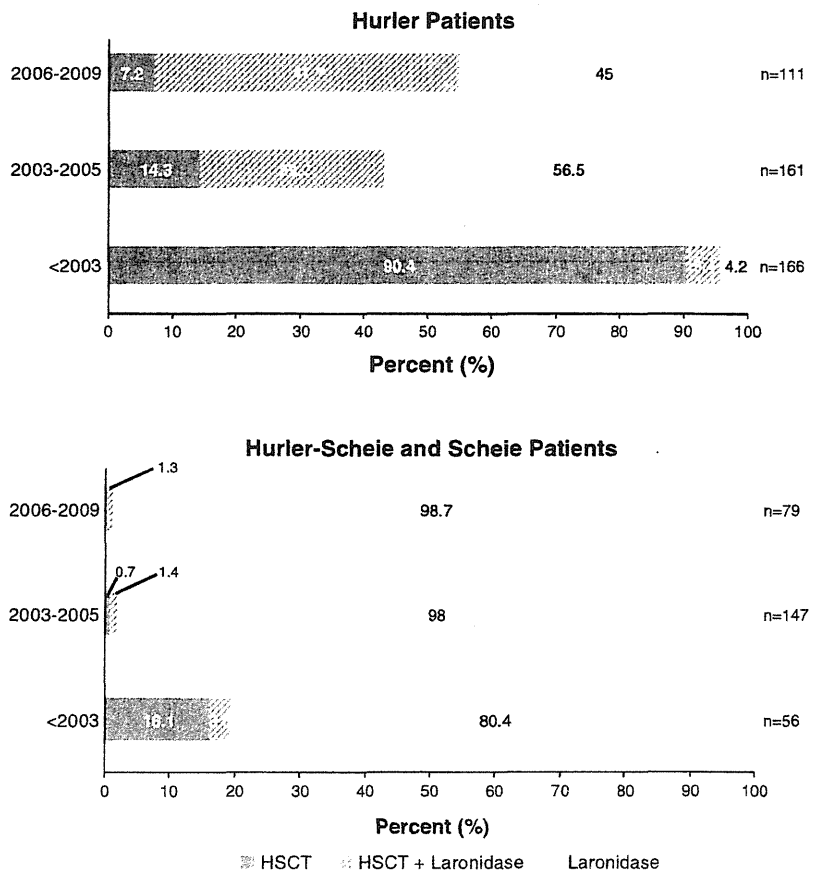 Hurler Patients
2006-2009 7.2 45 n=111
2003-2005 14.3 56.5 n=161
<2003 90.4 4.2 n=166
0 10 20 30 40 50 60 70 80 90 100
Percent (%)
Hurler-Scheie and Scheie Patients
1.3
2006-2009 98.7 n=79
0.7 1.4
2003-2005 98 n=147
<2003 16.1 80.4 n=56
0 10 20 30 40 50 60 70 80 90 100
Percent (%)
HSCT HSCT + Laronidase Laronidase